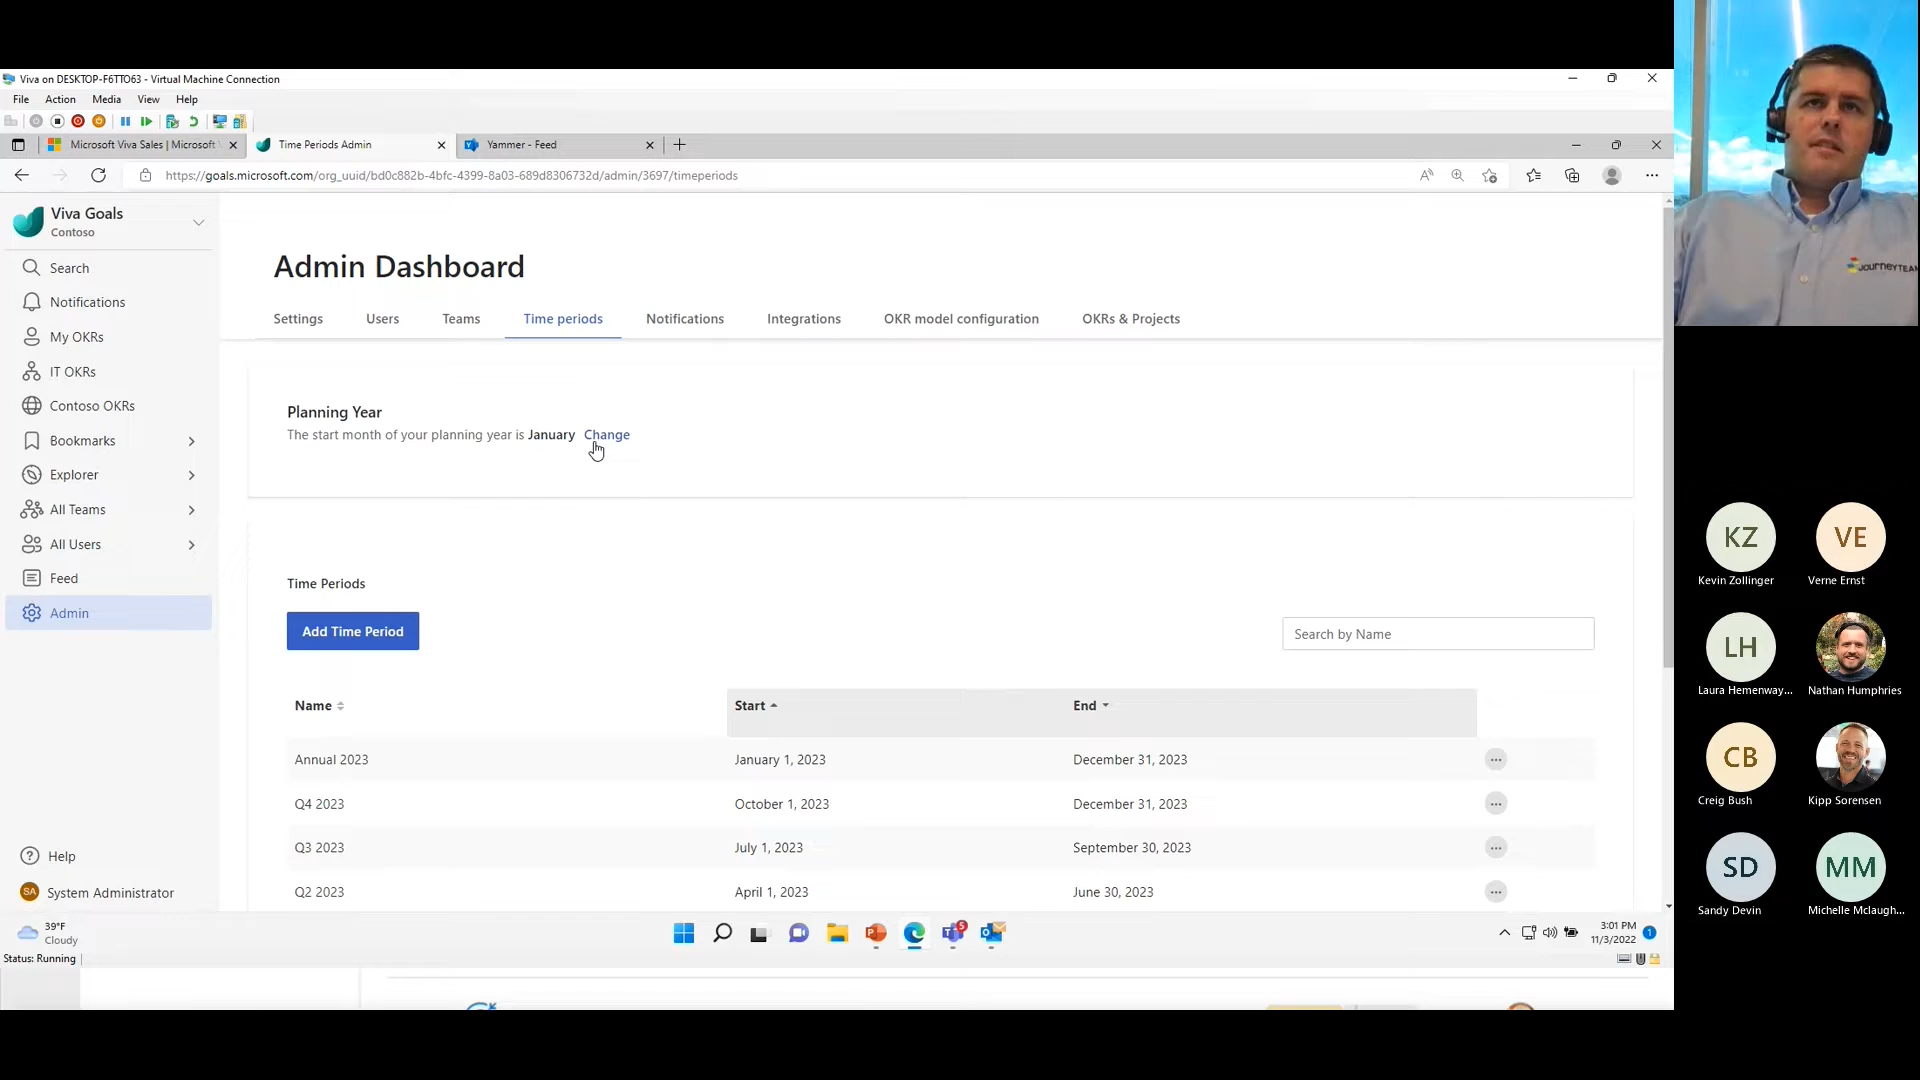 Viva on DESKTOP-F6TTO63 - Virtual Machine Connection
File Action Media View Help
Microsoft Viva Sales | Microsoft
Time Periods Admin
Yammer - Feed
https://goals.microsoft.com/org_uuid/bd0c882b-4bfc-4399-8a03-689d8306732d/admin/3697/timeperiods
Viva Goals
Contoso
Search
Notifications
My OKRs
IT OKRs
Contoso OKRs
Bookmarks
Explorer
All Teams
All Users
Feed
Admin
Help
SA System Administrator
Admin Dashboard
Settings Users Teams Time periods Notifications Integrations OKR model configuration OKRs & Projects
Planning Year
The start month of your planning year is January Change
Time Periods
Add Time Period
Search by Name
Name Start End
Annual 2023 January 1, 2023 December 31, 2023
Q4 2023 October 1, 2023 December 31, 2023
Q3 2023 July 1, 2023 September 30, 2023
Q2 2023 April 1, 2023 June 30, 2023
39°F
Cloudy
5
3:01 PM
11/3/2022
1
Status: Running
JOURNEYTEAM
KZ
Kevin Zollinger
VE
Verne Ernst
LH
Laura Hemenway...
Nathan Humphries
CB
Creig Bush
Kipp Sorensen
SD
Sandy Devin
MM
Michelle Mclaugh...